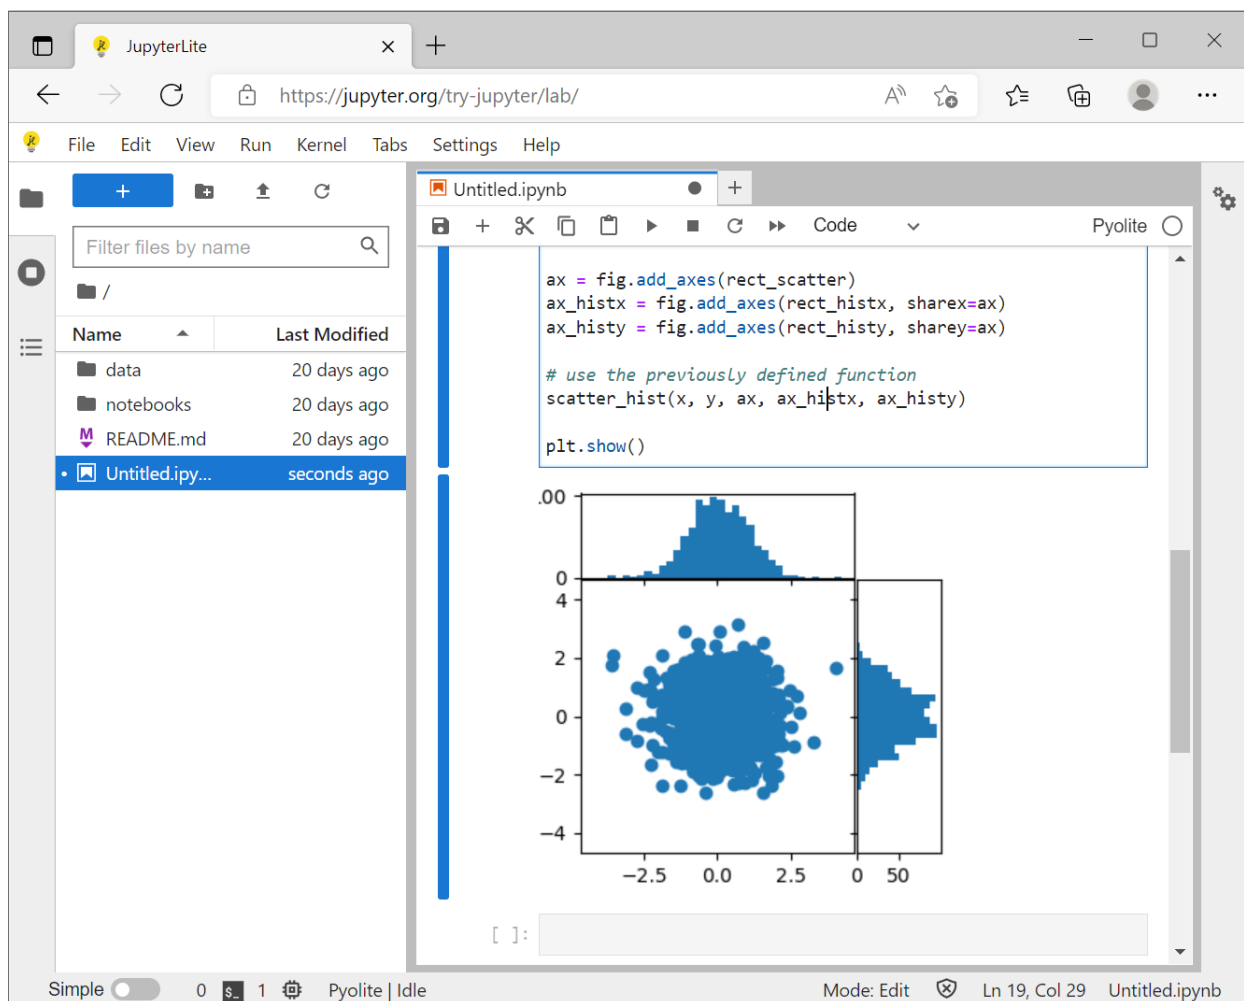 JupyterLite
https://jupyter.org/try-jupyter/lab/
File Edit View Run Kernel Tabs Settings Help
Filter files by name
/
Name Last Modified
data 20 days ago
notebooks 20 days ago
README.md 20 days ago
Untitled.ipy... seconds ago
Untitled.ipynb
Code Pyolite
ax = fig.add_axes(rect_scatter)
ax_histx = fig.add_axes(rect_histx, sharex=ax)
ax_histy = fig.add_axes(rect_histy, sharey=ax)
# use the previously defined function
scatter_hist(x, y, ax, ax_histx, ax_histy)
plt.show()
.00
0
4
2
0
−2
−4
−2.5 0.0 2.5 0 50
[ ]:
Simple 0 $_ 1 Pyolite | Idle Mode: Edit Ln 19, Col 29 Untitled.ipynb